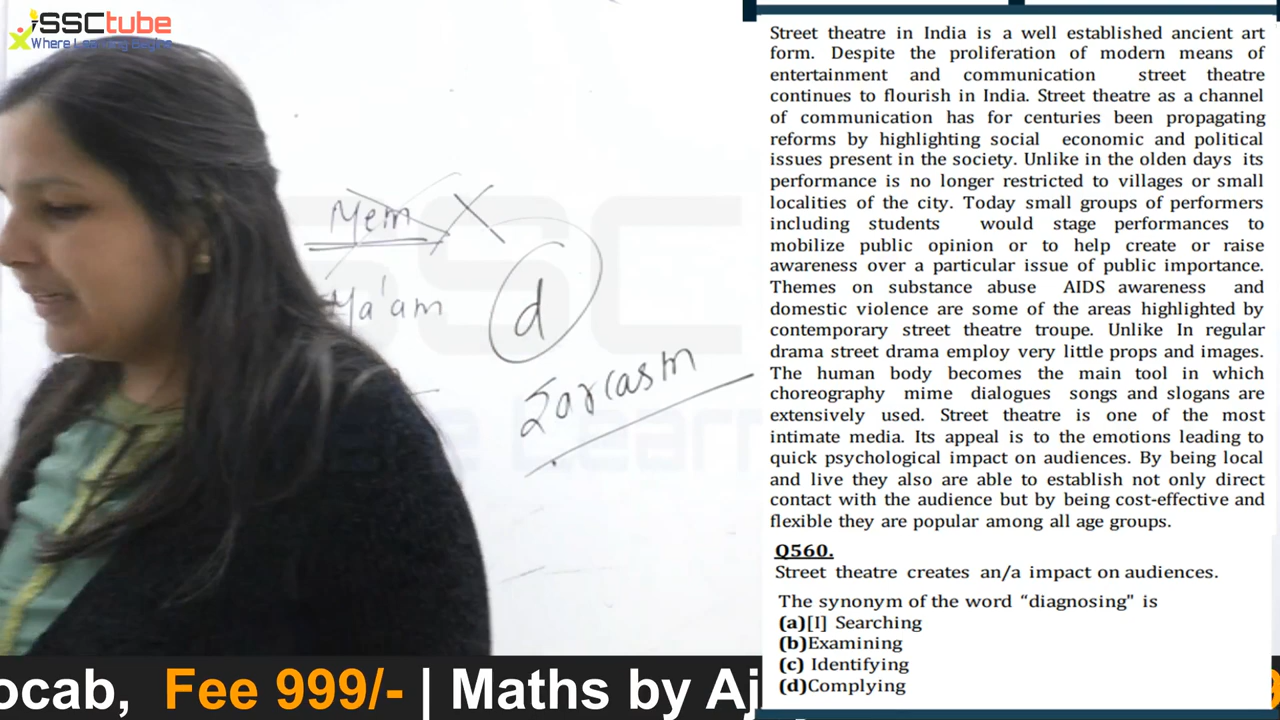 SSCtube
Where Learning Begins
Mem
Ma'am
d
Sarcasm
Street theatre in India is a well established ancient art
form. Despite the proliferation of modern means of
entertainment and communication street theatre
continues to flourish in India. Street theatre as a channel
of communication has for centuries been propagating
reforms by highlighting social economic and political
issues present in the society. Unlike in the olden days its
performance is no longer restricted to villages or small
localities of the city. Today small groups of performers
including students would stage performances to
mobilize public opinion or to help create or raise
awareness over a particular issue of public importance.
Themes on substance abuse AIDS awareness and
domestic violence are some of the areas highlighted by
contemporary street theatre troupe. Unlike In regular
drama street drama employ very little props and images.
The human body becomes the main tool in which
choreography mime dialogues songs and slogans are
extensively used. Street theatre is one of the most
intimate media. Its appeal is to the emotions leading to
quick psychological impact on audiences. By being local
and live they also are able to establish not only direct
contact with the audience but by being cost-effective and
flexible they are popular among all age groups.
Q560.
Street theatre creates an/a impact on audiences.
The synonym of the word “diagnosing" is
(a)[I] Searching
(b)Examining
(c) Identifying
(d)Complying
ocab, Fee 999/- | Maths by Aj